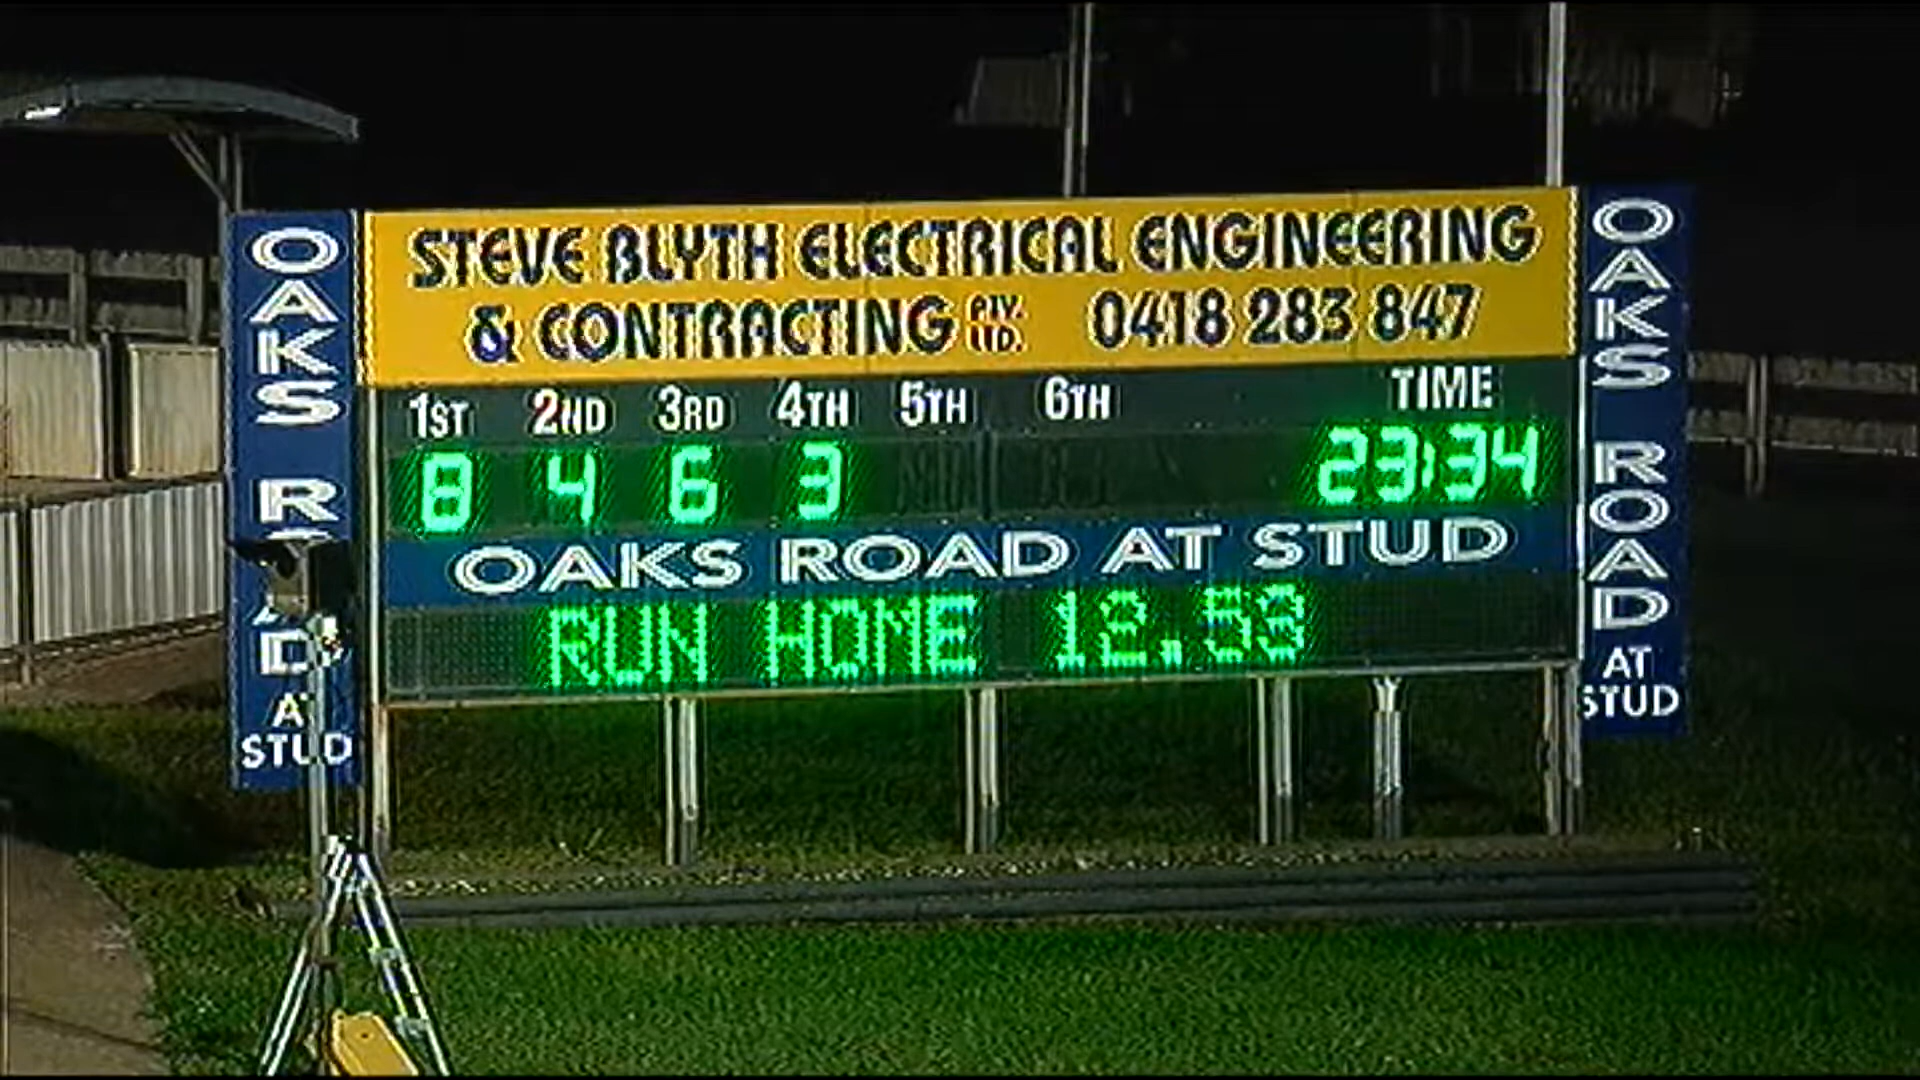 STEVE BLYTH ELECTRICAL ENGINEERING
& CONTRACTING PTY. LTD. 0418 283 847
1ST 2ND 3RD 4TH 5TH 6TH TIME
8 4 6 3 23:34
OAKS ROAD AT STUD
RUN HOME 12.53
OAKS
AT
STUD
OAKS
ROAD
AT
STUD